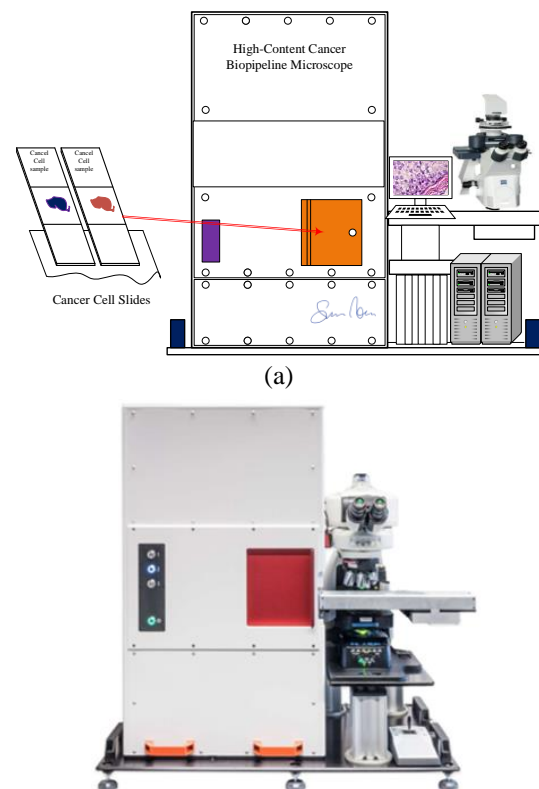 High-Content Cancer
Biopipeline Microscope
Cancel
Cell
sample
Cancel
Cell
sample
Cancer Cell Slides
(a)